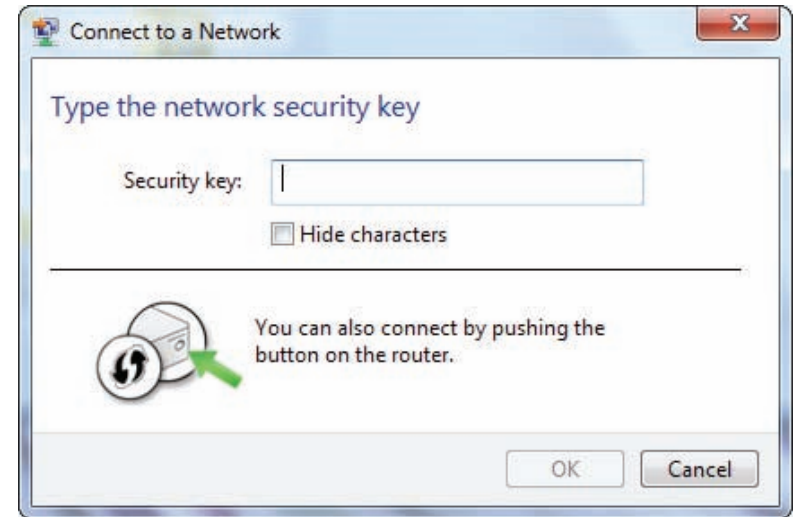 Connect to a Network
Type the network security key
Security key:
Hide characters
You can also connect by pushing the
button on the router.
OK
Cancel